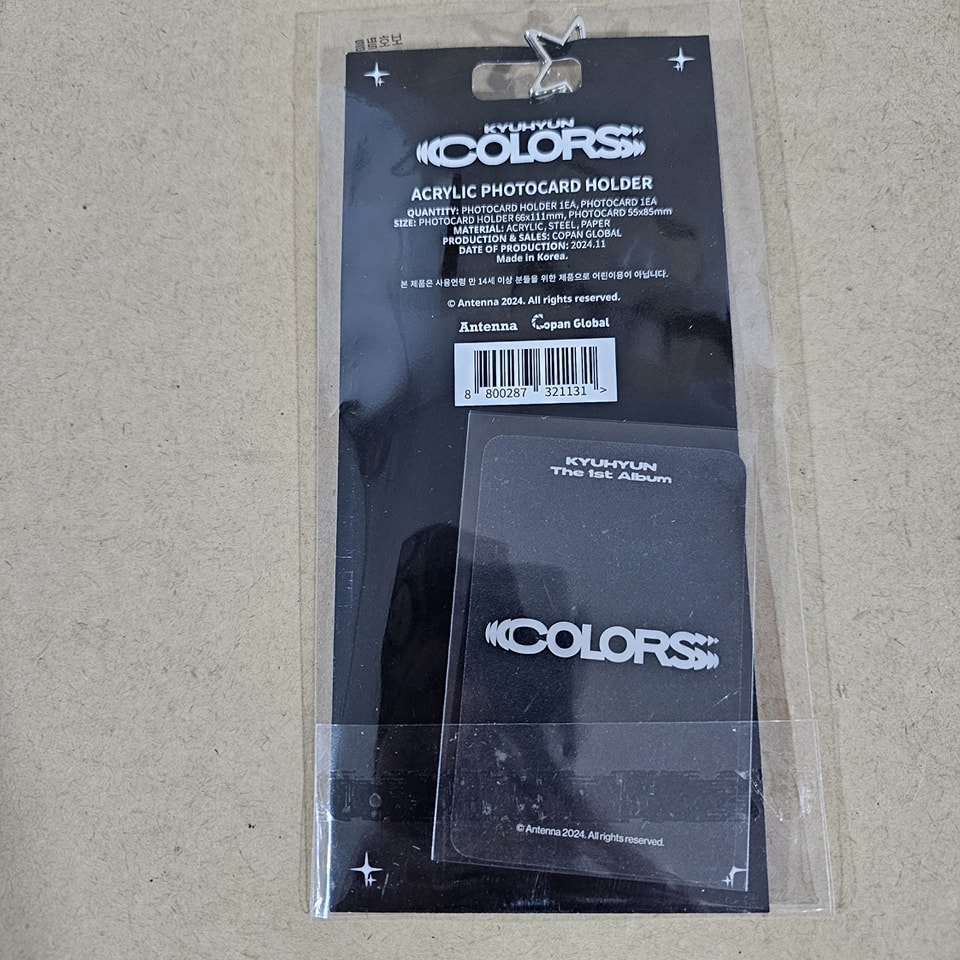 KYUHYUN
COLORS
ACRYLIC PHOTOCARD HOLDER
QUANTITY: PHOTOCARD HOLDER 1EA, PHOTOCARD 1EA
SIZE: PHOTOCARD HOLDER 66x111mm, PHOTOCARD 55x85mm
MATERIAL: ACRYLIC, STEEL, PAPER
PRODUCTION & SALES: COPAN GLOBAL
DATE OF PRODUCTION: 2024.11
Made in Korea.
본 제품은 사용연령 만 14세 이상 분들을 위한 제품으로 어린이용이 아닙니다.
© Antenna 2024. All rights reserved.
Antenna Copan Global
8 800287 321131 >
KYUHYUN
The 1st Album
COLORS
© Antenna 2024. All rights reserved.